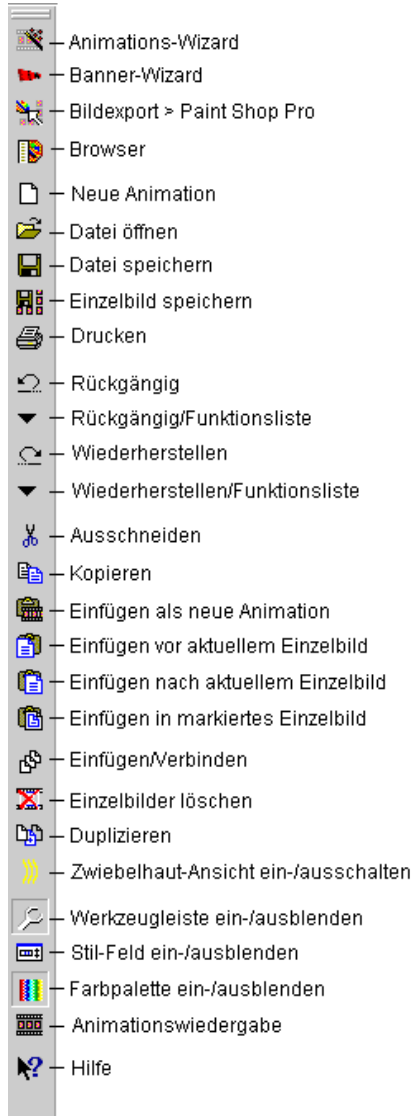 Animations-Wizard
Banner-Wizard
Bildexport > Paint Shop Pro
Browser
Neue Animation
Datei öffnen
Datei speichern
Einzelbild speichern
Drucken
Rückgängig
Rückgängig/Funktionsliste
Wiederherstellen
Wiederherstellen/Funktionsliste
Ausschneiden
Kopieren
Einfügen als neue Animation
Einfügen vor aktuellem Einzelbild
Einfügen nach aktuellem Einzelbild
Einfügen in markiertes Einzelbild
Einfügen/Verbinden
Einzelbilder löschen
Duplizieren
Zwiebelhaut-Ansicht ein-/ausschalten
Werkzeugleiste ein-/ausblenden
Stil-Feld ein-/ausblenden
Farbpalette ein-/ausblenden
Animationswiedergabe
Hilfe